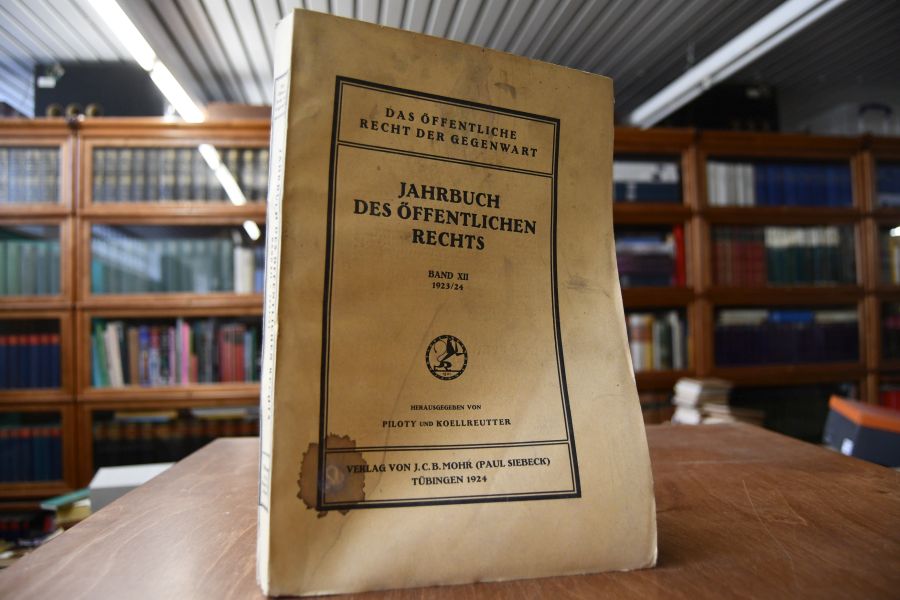 DAS ÖFFENTLICHE
RECHT DER GEGENWART
JAHRBUCH
DES ÖFFENTLICHEN
RECHTS
BAND XII
1923/24
HERAUSGEGEBEN VON
PILOTY UND KOELLREUTTER
VERLAG VON J. C. B. MOHR (PAUL SIEBECK)
TÜBINGEN 1924